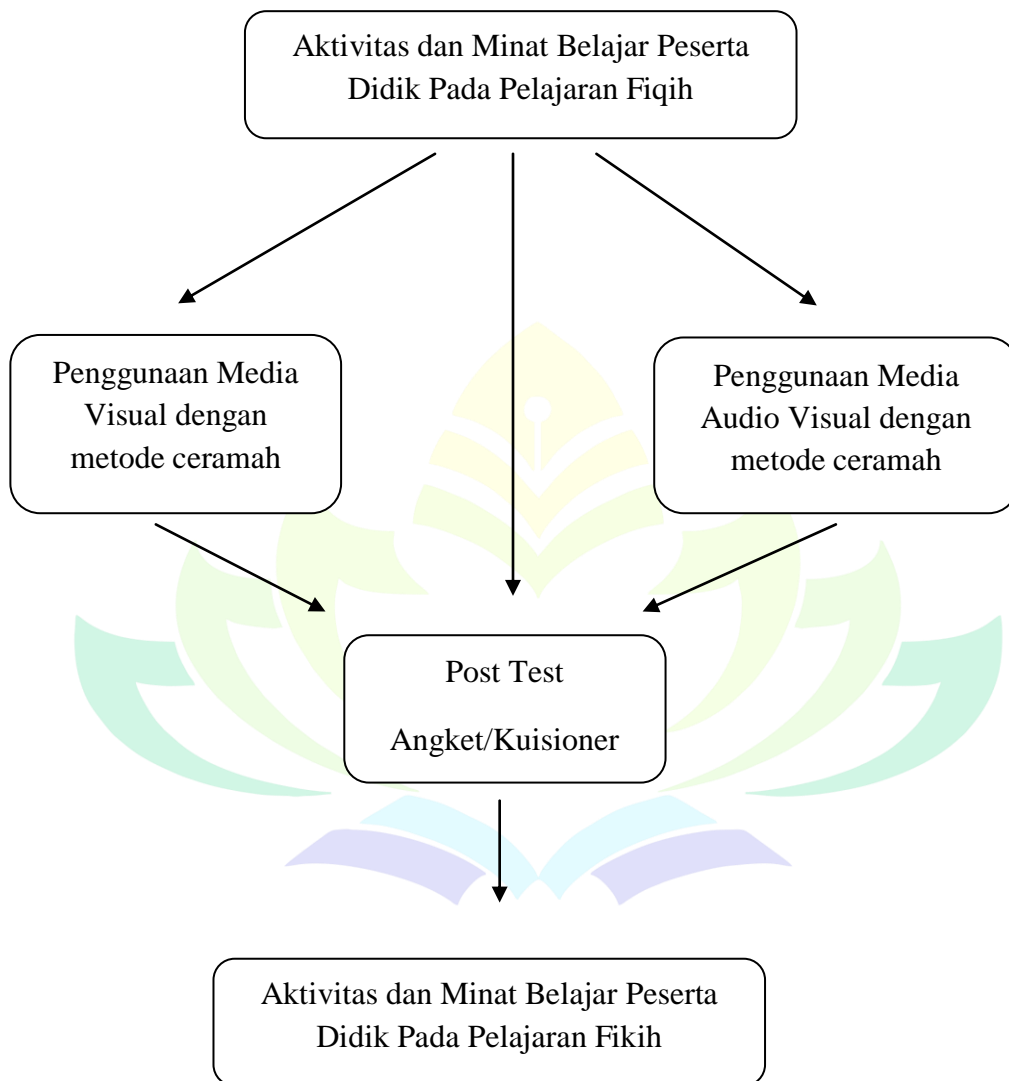 Aktivitas dan Minat Belajar Peserta
Didik Pada Pelajaran Fiqih
Penggunaan Media
Visual dengan
metode ceramah
Penggunaan Media
Audio Visual dengan
metode ceramah
Post Test
Angket/Kuisioner
Aktivitas dan Minat Belajar Peserta
Didik Pada Pelajaran Fikih